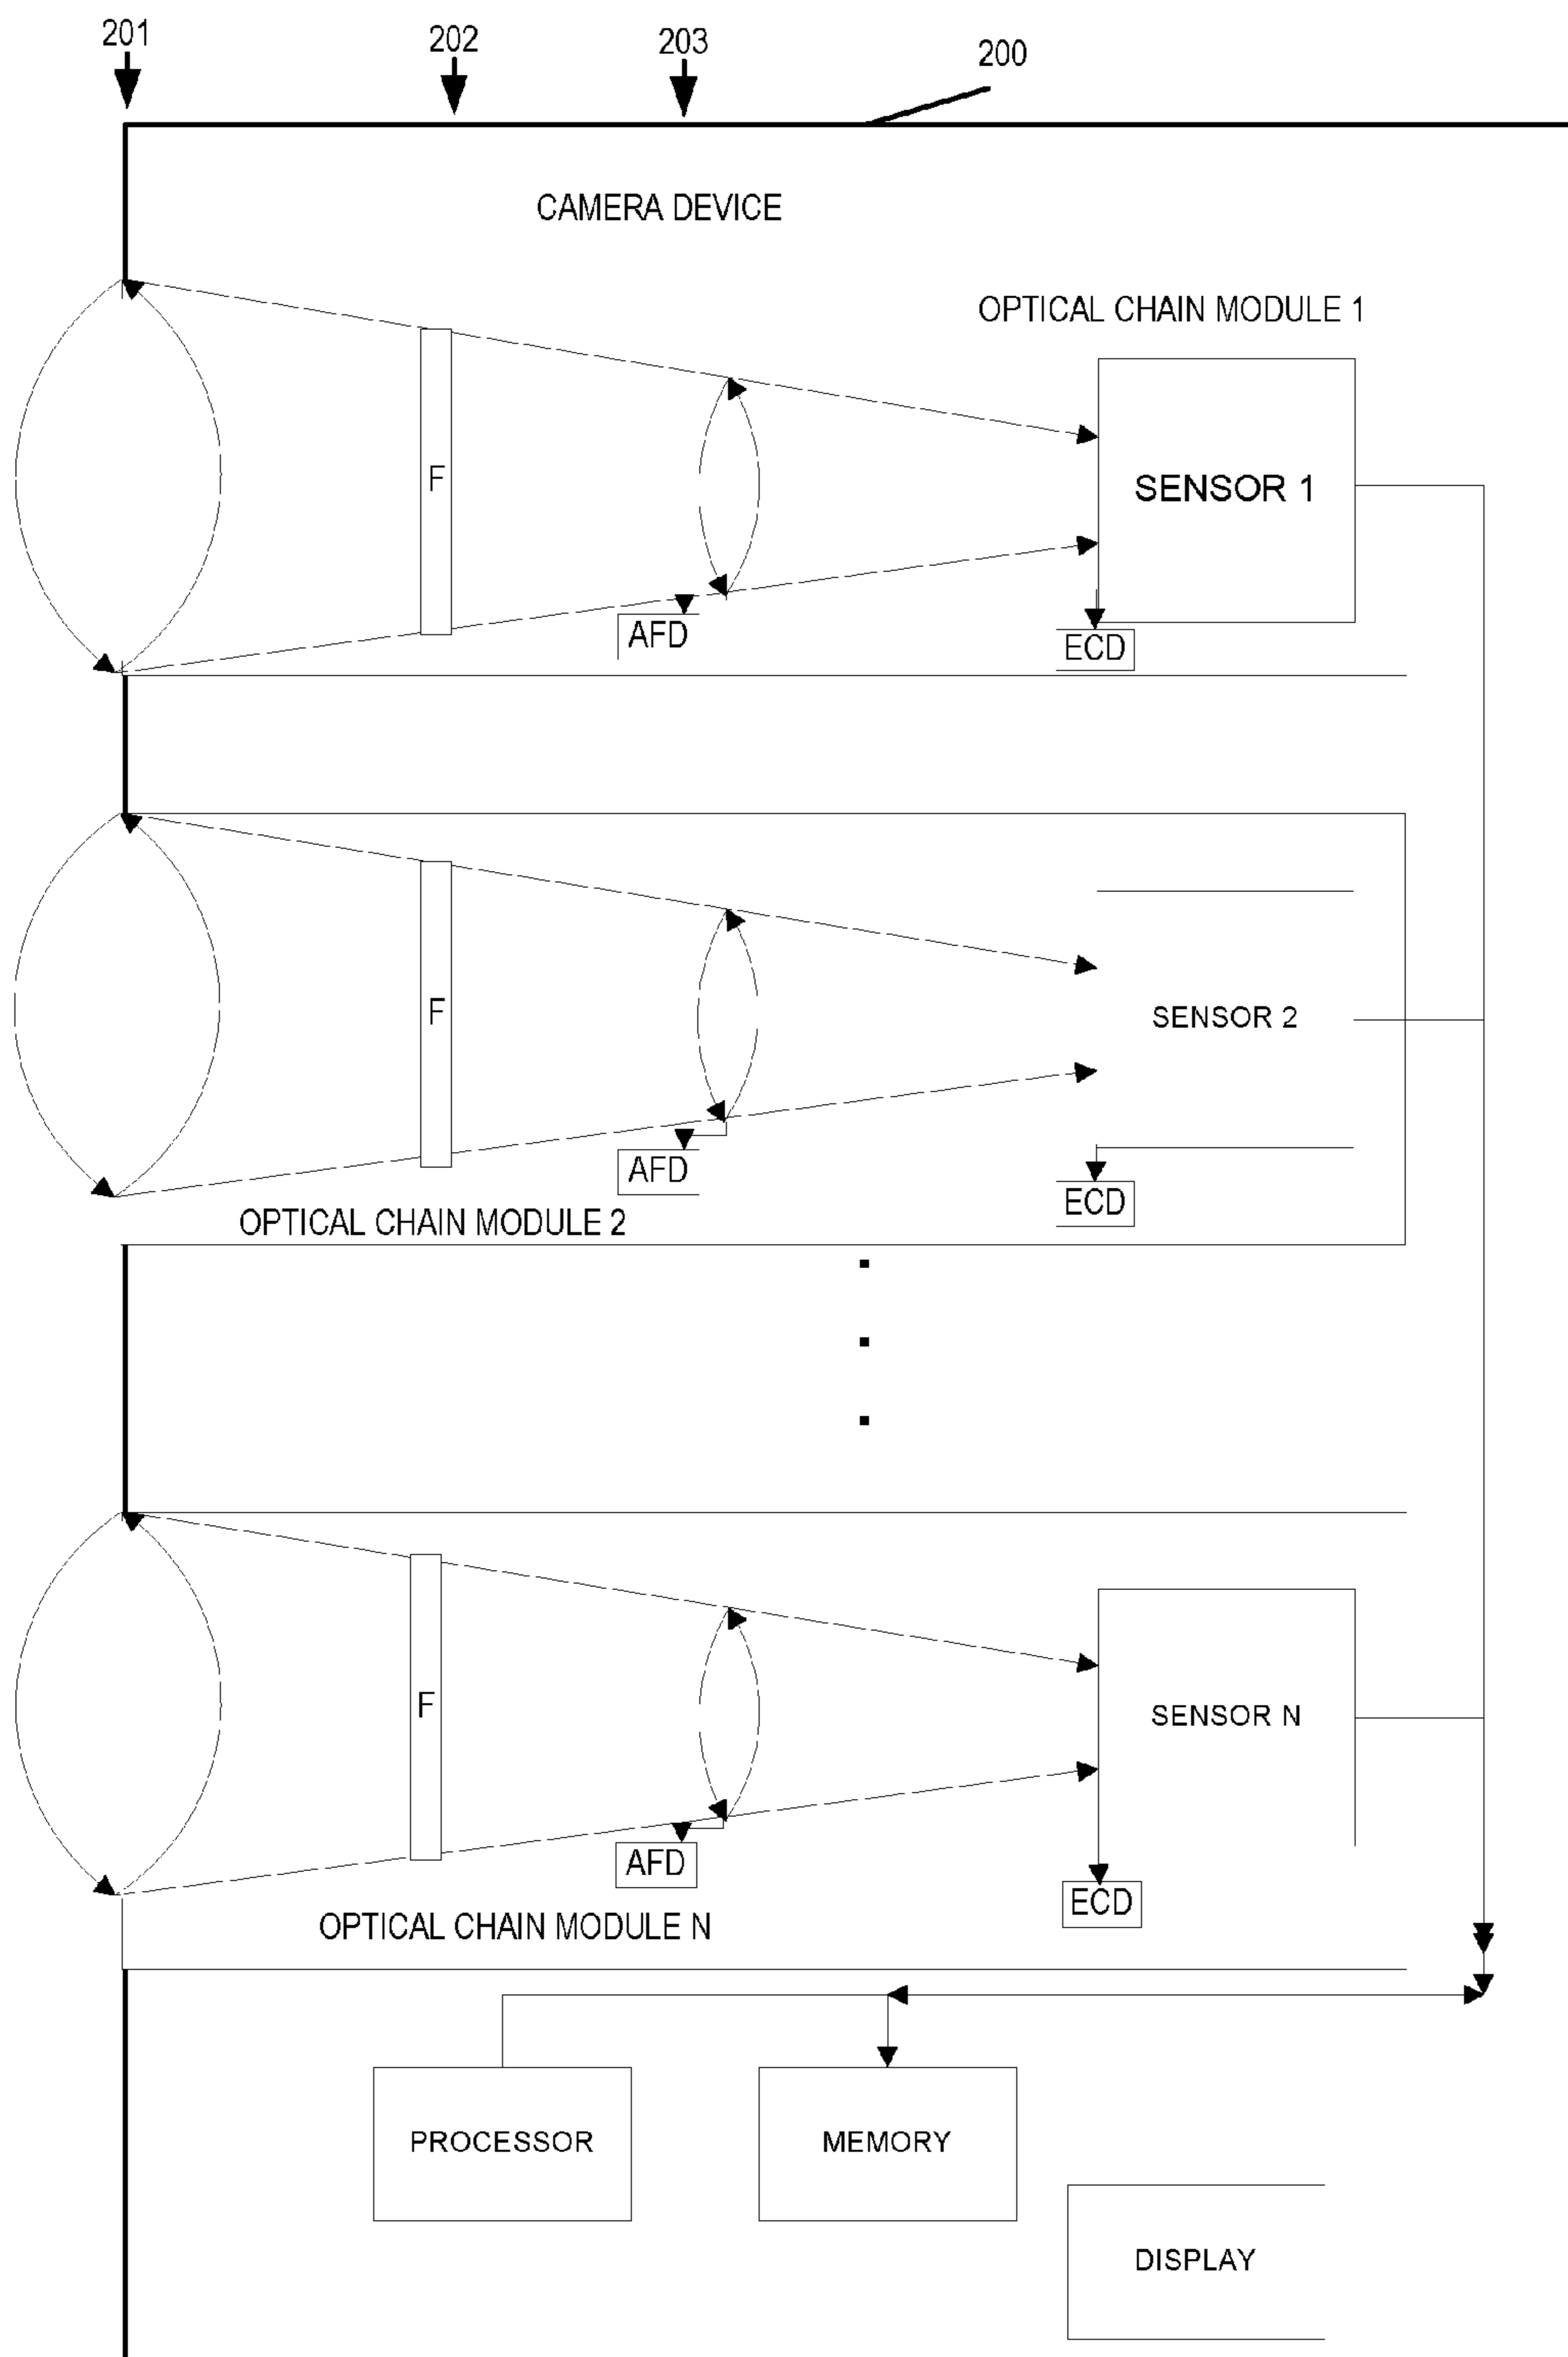 201
202
203
200
CAMERA DEVICE
OPTICAL CHAIN MODULE 1
F
SENSOR 1
AFD
ECD
F
SENSOR 2
AFD
ECD
OPTICAL CHAIN MODULE 2
F
SENSOR N
AFD
ECD
OPTICAL CHAIN MODULE N
PROCESSOR
MEMORY
DISPLAY